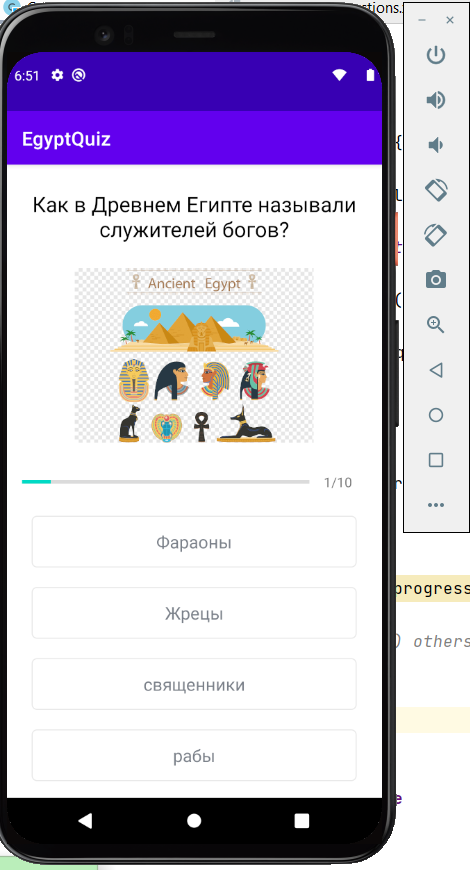 ctions.
6:51
EgyptQuiz
Как в Древнем Египте называли
служителей богов?
Ancient Egypt
1/10
Фараоны
Жрецы
священники
рабы
{
(
q
r
progress
) others
e